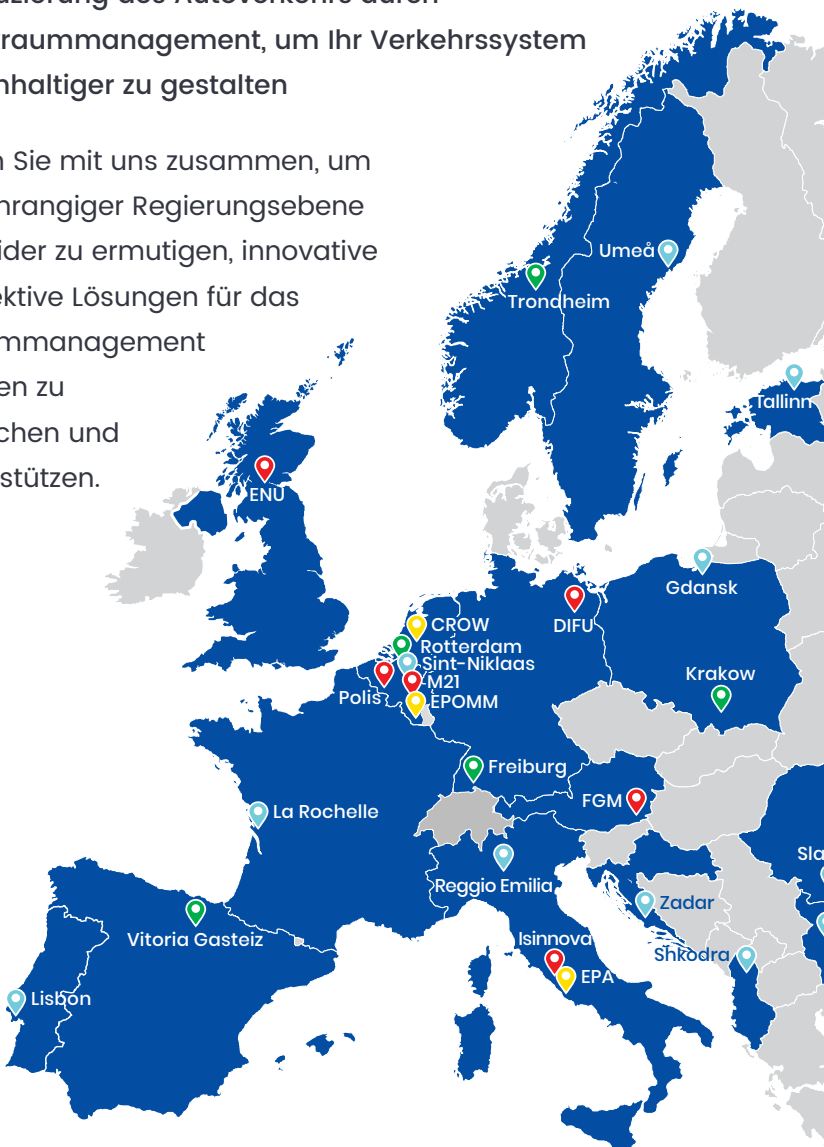 raummanagement, um Ihr Verkehrssystem
hhaltiger zu gestalten
n Sie mit uns zusammen, um
hrangiger Regierungsebene
ider zu ermutigen, innovative
ektive Lösungen für das
mmanagement
en zu
chen und
stützen.
Umeå
Trondheim
Tallinn
ENU
Gdansk
DIFU
CROW
Rotterdam
Sint-Niklaas
M21
Polis
EPOMM
Krakow
Freiburg
FGM
La Rochelle
Sla
Reggio Emilia
Zadar
Vitoria Gasteiz
Isinnova
Shkodra
EPA
Lisbon